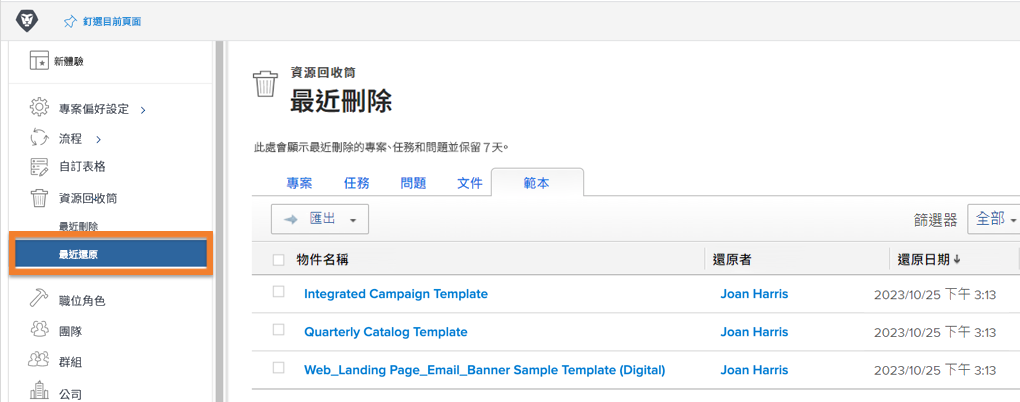 釘選目前頁面
新體驗
專案偏好設定
流程
自訂表格
資源回收筒
最近刪除
最近還原
職位角色
團隊
群組
公司
資源回收筒
最近刪除
此處會顯示最近刪除的專案、任務和問題並保留 7 天。
專案 任務 問題 文件 範本
匯出 篩選器 全部
物件名稱 還原者 還原日期
Integrated Campaign Template Joan Harris 2023/10/25 下午 3:13
Quarterly Catalog Template Joan Harris 2023/10/25 下午 3:13
Web_Landing Page_Email_Banner Sample Template (Digital) Joan Harris 2023/10/25 下午 3:13